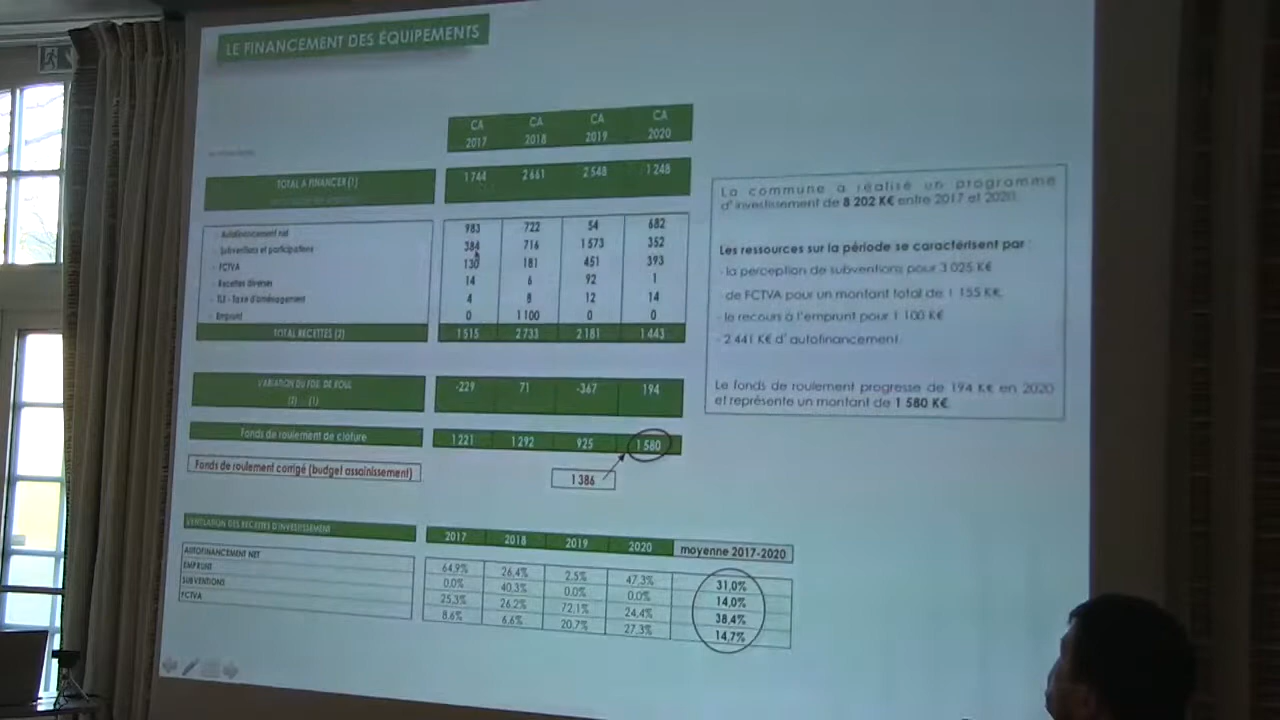 LE FINANCEMENT DES ÉQUIPEMENTS
CA 2017 CA 2018 CA 2019 CA 2020
TOTAL A FINANCER (1) 1 744 2 661 2 548 1 248
- Autofinancement net 983 722 54 682
- Subventions et participations 384 716 1 573 352
- FCTVA 130 181 451 393
- Recettes diverses 14 6 92 1
- TLE - Taxe d'aménagement 4 8 12 14
- Emprunt 0 1 100 0 0
TOTAL RECETTES (2) 1 515 2 733 2 181 1 443
VARIATION DU FDS. DE ROUL. -229 71 -367 194
(2) - (1)
Fonds de roulement de cloture 1 221 1 292 925 1 580
Fonds de roulement corrigé (budget assainissement) 1 386
VENTILATION DES RECETTES D'INVESTISSEMENT 2017 2018 2019 2020 moyenne 2017-2020
AUTOFINANCEMENT NET 64,9% 26,4% 2,5% 47,3% 31,0%
EMPRUNT 0,0% 40,3% 0,0% 0,0% 14,0%
SUBVENTIONS 25,3% 26,2% 72,1% 24,4% 38,4%
FCTVA 8,6% 6,6% 20,7% 27,3% 14,7%
La commune a réalisé un programme
d'investissement de 8 202 K€ entre 2017 et 2020.
Les ressources sur la période se caractérisent par :
- la perception de subventions pour 3 025 K€
- de FCTVA pour un montant total de 1 155 K€,
- le recours à l'emprunt pour 1 100 K€
- 2 441 K€ d'autofinancement
Le fonds de roulement progresse de 194 K€ en 2020
et représente un montant de 1 580 K€.